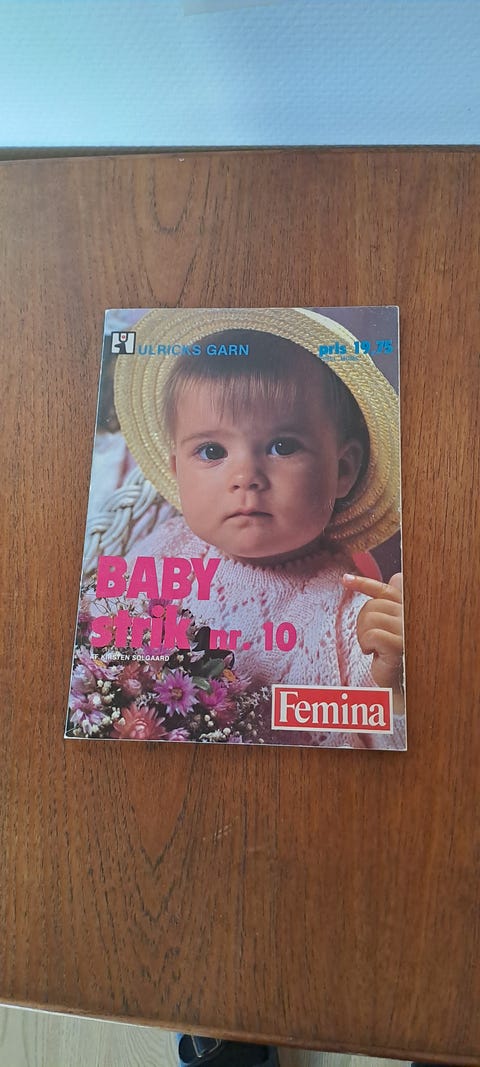 ULRICKS GARN
pris 19,75
BABY
strik nr. 10
AF KIRSTEN SOLGAARD
Femina